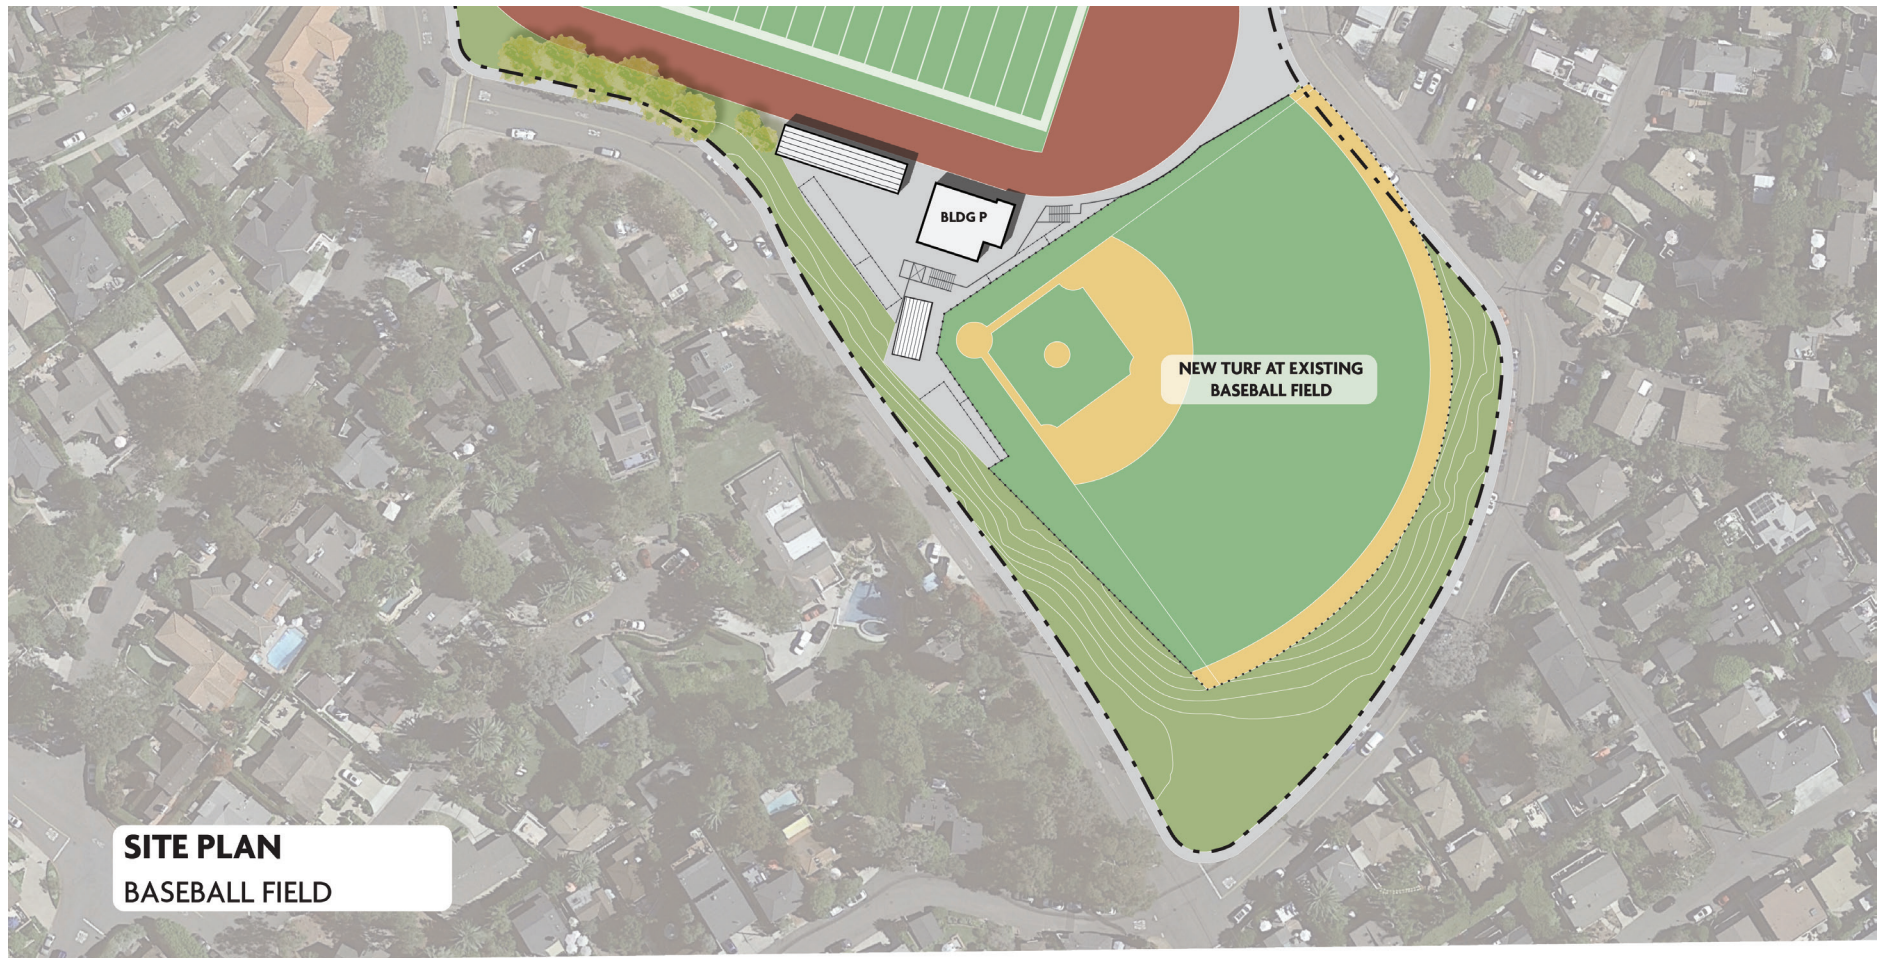 BLDG P
NEW TURF AT EXISTING
BASEBALL FIELD
SITE PLAN
BASEBALL FIELD